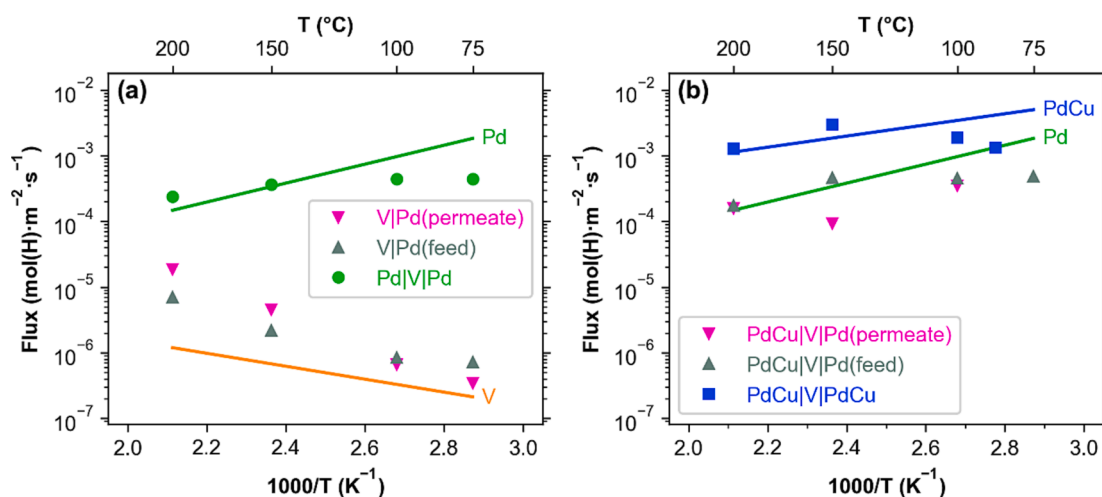 T (°C)
200 150 100 75
(a)
10⁻²
10⁻³
10⁻⁴
10⁻⁵
10⁻⁶
10⁻⁷
Flux (mol(H)·m⁻²·s⁻¹)
Pd
V|Pd(permeate)
V|Pd(feed)
Pd|V|Pd
V
2.0 2.2 2.4 2.6 2.8 3.0
1000/T (K⁻¹)
T (°C)
200 150 100 75
(b)
10⁻²
10⁻³
10⁻⁴
10⁻⁵
10⁻⁶
10⁻⁷
Flux (mol(H)·m⁻²·s⁻¹)
PdCu
Pd
PdCu|V|Pd(permeate)
PdCu|V|Pd(feed)
PdCu|V|PdCu
2.0 2.2 2.4 2.6 2.8 3.0
1000/T (K⁻¹)